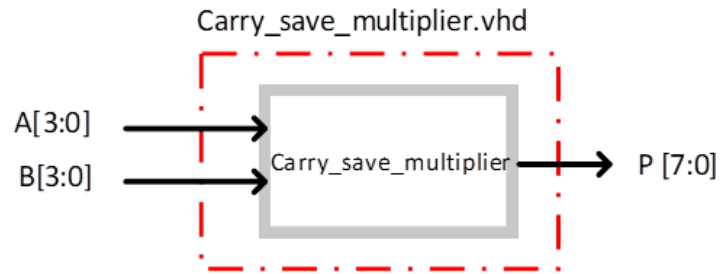 Carry_save_multiplier.vhd
A[3:0]
B[3:0]
Carry_save_multiplier
P [7:0]